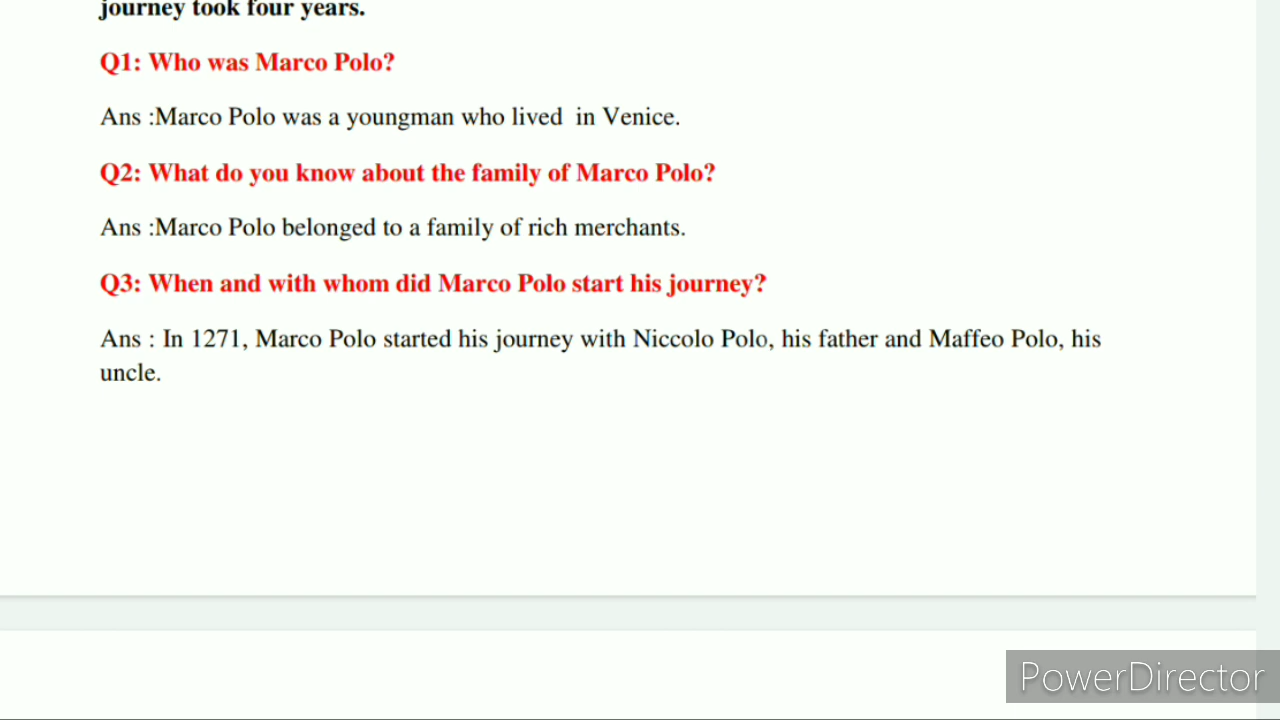 journey took four years.
Q1: Who was Marco Polo?
Ans :Marco Polo was a youngman who lived  in Venice.
Q2: What do you know about the family of Marco Polo?
Ans :Marco Polo belonged to a family of rich merchants.
Q3: When and with whom did Marco Polo start his journey?
Ans : In 1271, Marco Polo started his journey with Niccolo Polo, his father and Maffeo Polo, his
uncle.
PowerDirector